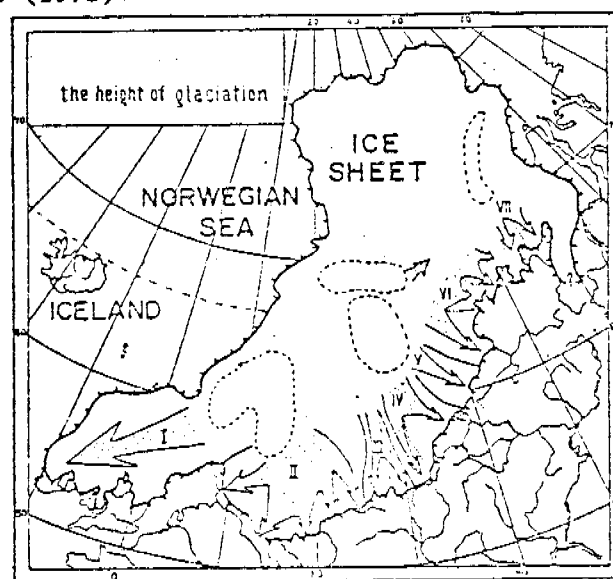 the height of glaciation
ICE
SHEET
NORWEGIAN
SEA
ICELAND
VII
VI
V
IV
I
II